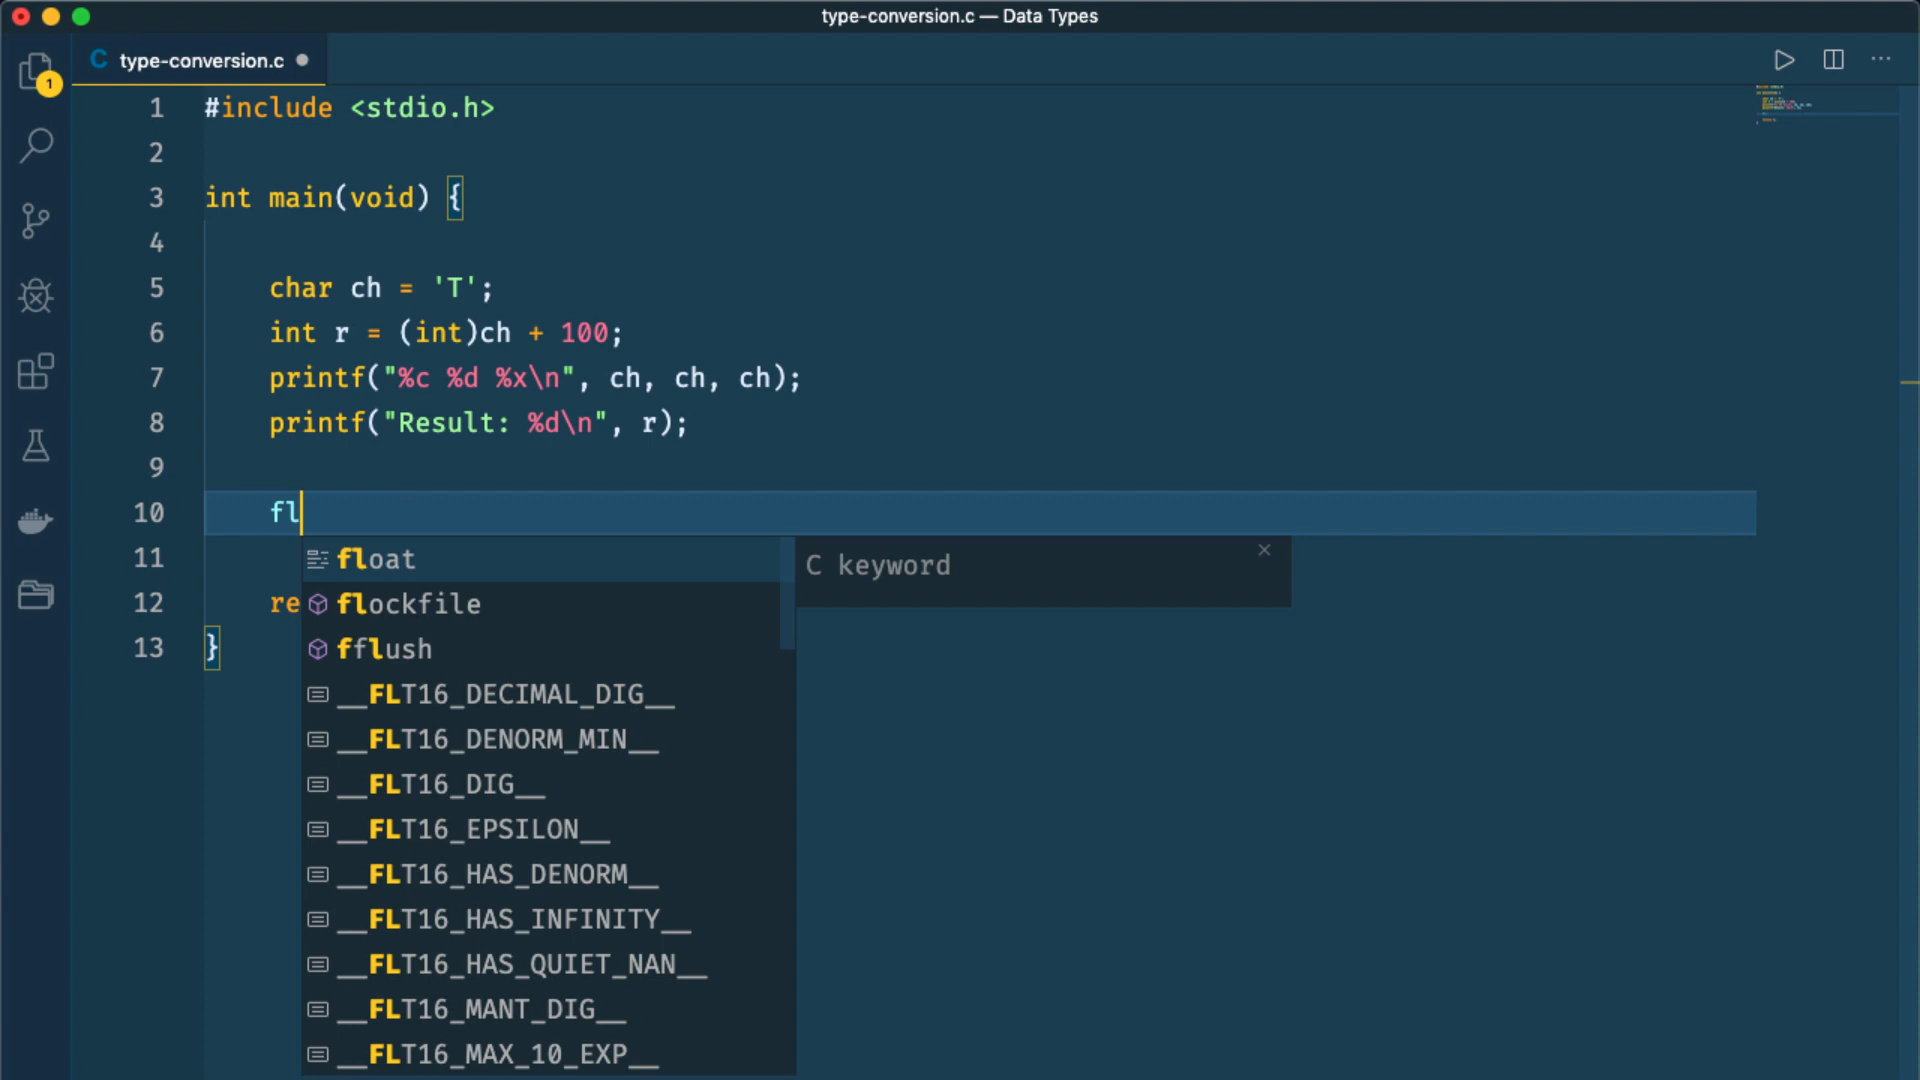 type-conversion.c — Data Types
C type-conversion.c
1
1 #include <stdio.h>
2
3 int main(void) {
4
5 char ch = 'T';
6 int r = (int)ch + 100;
7 printf("%c %d %x\n", ch, ch, ch);
8 printf("Result: %d\n", r);
9
10 fl
11 float C keyword
12 re flockfile
13 } fflush
__FLT16_DECIMAL_DIG__
__FLT16_DENORM_MIN__
__FLT16_DIG__
__FLT16_EPSILON__
__FLT16_HAS_DENORM__
__FLT16_HAS_INFINITY__
__FLT16_HAS_QUIET_NAN__
__FLT16_MANT_DIG__
__FLT16_MAX_10_EXP__